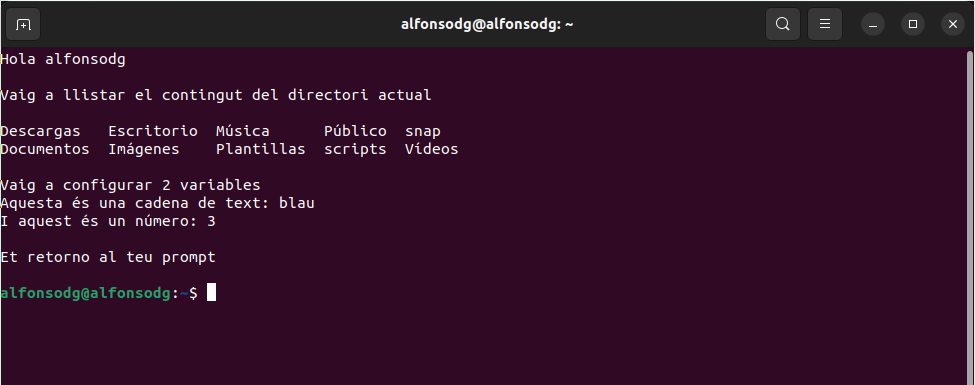 alfonsodg@alfonsodg: ~
Hola alfonsodg
Vaig a llistar el contingut del directori actual
Descargas Escritorio Música Público snap
Documentos Imágenes Plantillas scripts Vídeos
Vaig a configurar 2 variables
Aquesta és una cadena de text: blau
I aquest és un número: 3
Et retorno al teu prompt
alfonsodg@alfonsodg:~$